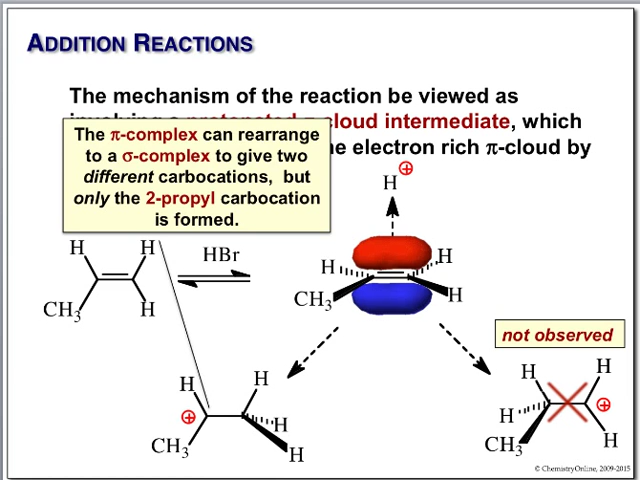 ADDITION REACTIONS
The mechanism of the reaction be viewed as
cloud intermediate, which
the electron rich π-cloud by
The π-complex can rearrange
to a σ-complex to give two
different carbocations, but
only the 2-propyl carbocation
is formed.
H ⊕
H H HBr H H
CH3 H CH3 H
not observed
H H H H
⊕ H H ⊕
CH3 H CH3 H
© ChemistryOnline, 2009-2015